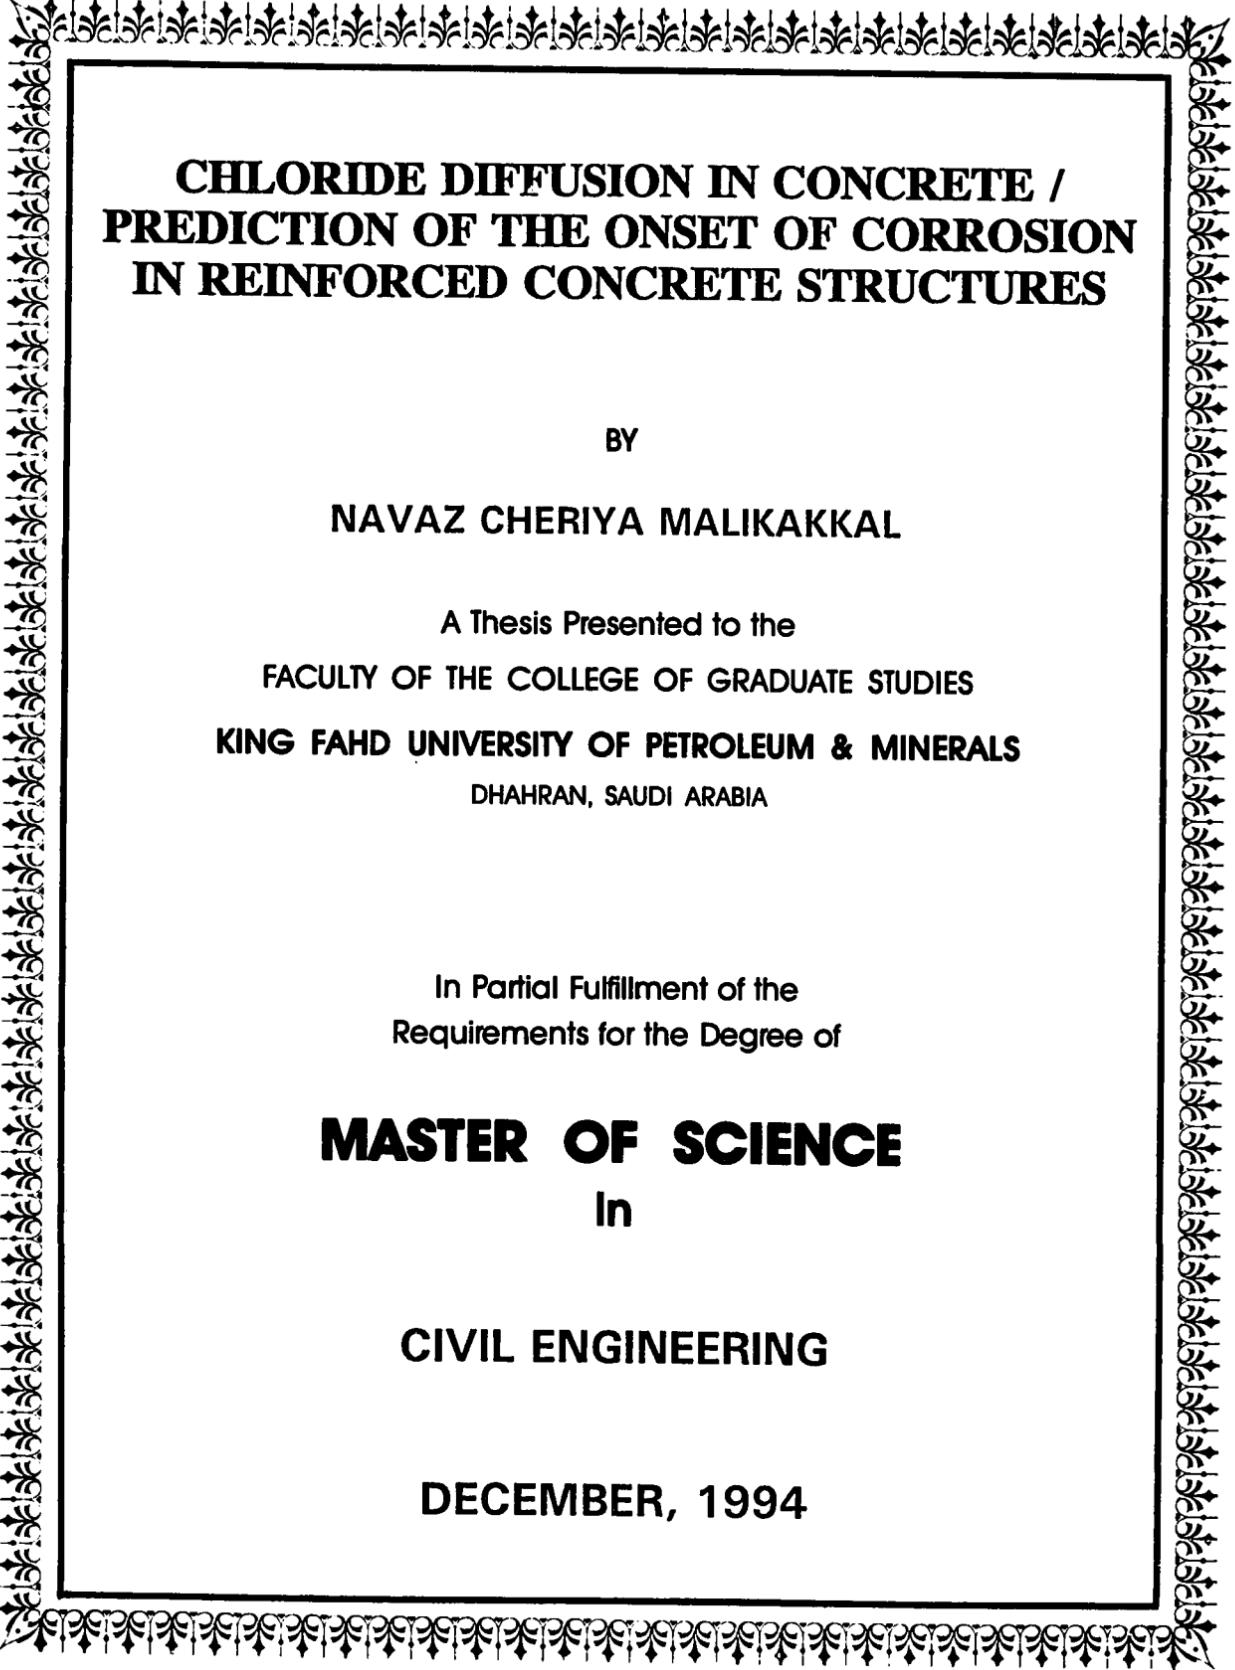 CHLORIDE DIFFUSION IN CONCRETE /
PREDICTION OF THE ONSET OF CORROSION
IN REINFORCED CONCRETE STRUCTURES
BY
NAVAZ CHERIYA MALIKAKKAL
A Thesis Presented to the
FACULTY OF THE COLLEGE OF GRADUATE STUDIES
KING FAHD UNIVERSITY OF PETROLEUM & MINERALS
DHAHRAN, SAUDI ARABIA
In Partial Fulfillment of the
Requirements for the Degree of
MASTER OF SCIENCE
In
CIVIL ENGINEERING
DECEMBER, 1994